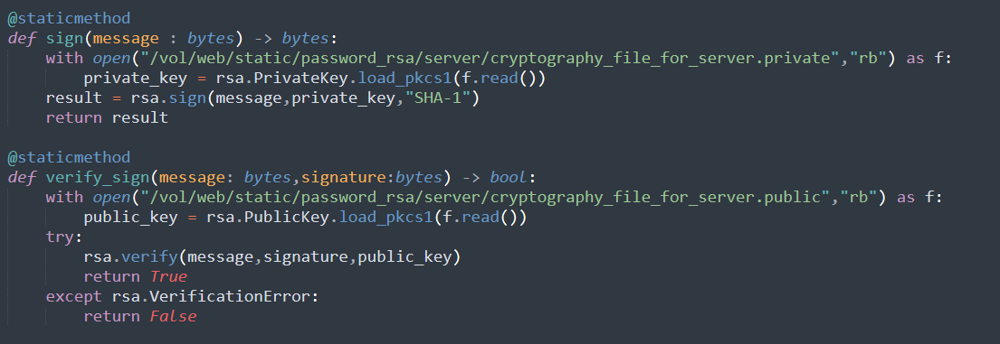 @staticmethod
def sign(message : bytes) -> bytes:
    with open("/vol/web/static/password_rsa/server/cryptography_file_for_server.private","rb") as f:
        private_key = rsa.PrivateKey.load_pkcs1(f.read())
    result = rsa.sign(message,private_key,"SHA-1")
    return result

@staticmethod
def verify_sign(message: bytes,signature:bytes) -> bool:
    with open("/vol/web/static/password_rsa/server/cryptography_file_for_server.public","rb") as f:
        public_key = rsa.PublicKey.load_pkcs1(f.read())
    try:
        rsa.verify(message,signature,public_key)
        return True
    except rsa.VerificationError:
        return False